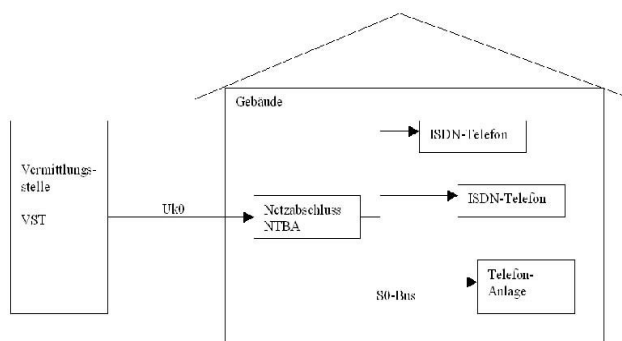 Gebäude
ISDN-Telefon
Vermittlungs-
stelle
VST
Uk0
Netzabschluss
NTBA
ISDN-Telefon
S0-Bus
Telefon-
Anlage